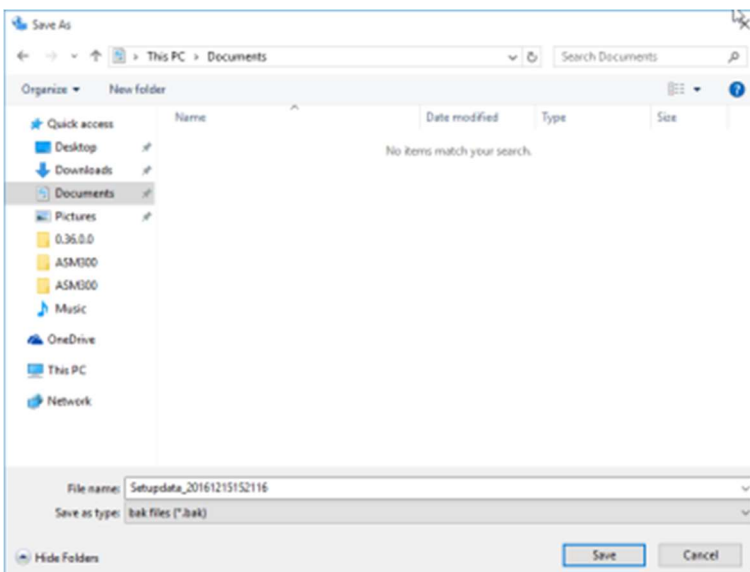 Save As
This PC > Documents
Search Documents
Organize
New folder
Name
Date modified
Type
Size
Quick access
Desktop
Downloads
Documents
Pictures
0.36.0.0
ASM300
ASM300
Music
OneDrive
This PC
Network
No items match your search.
File name: Setupdata_20161215152116
Save as type: bak files (*.bak)
Hide Folders
Save
Cancel